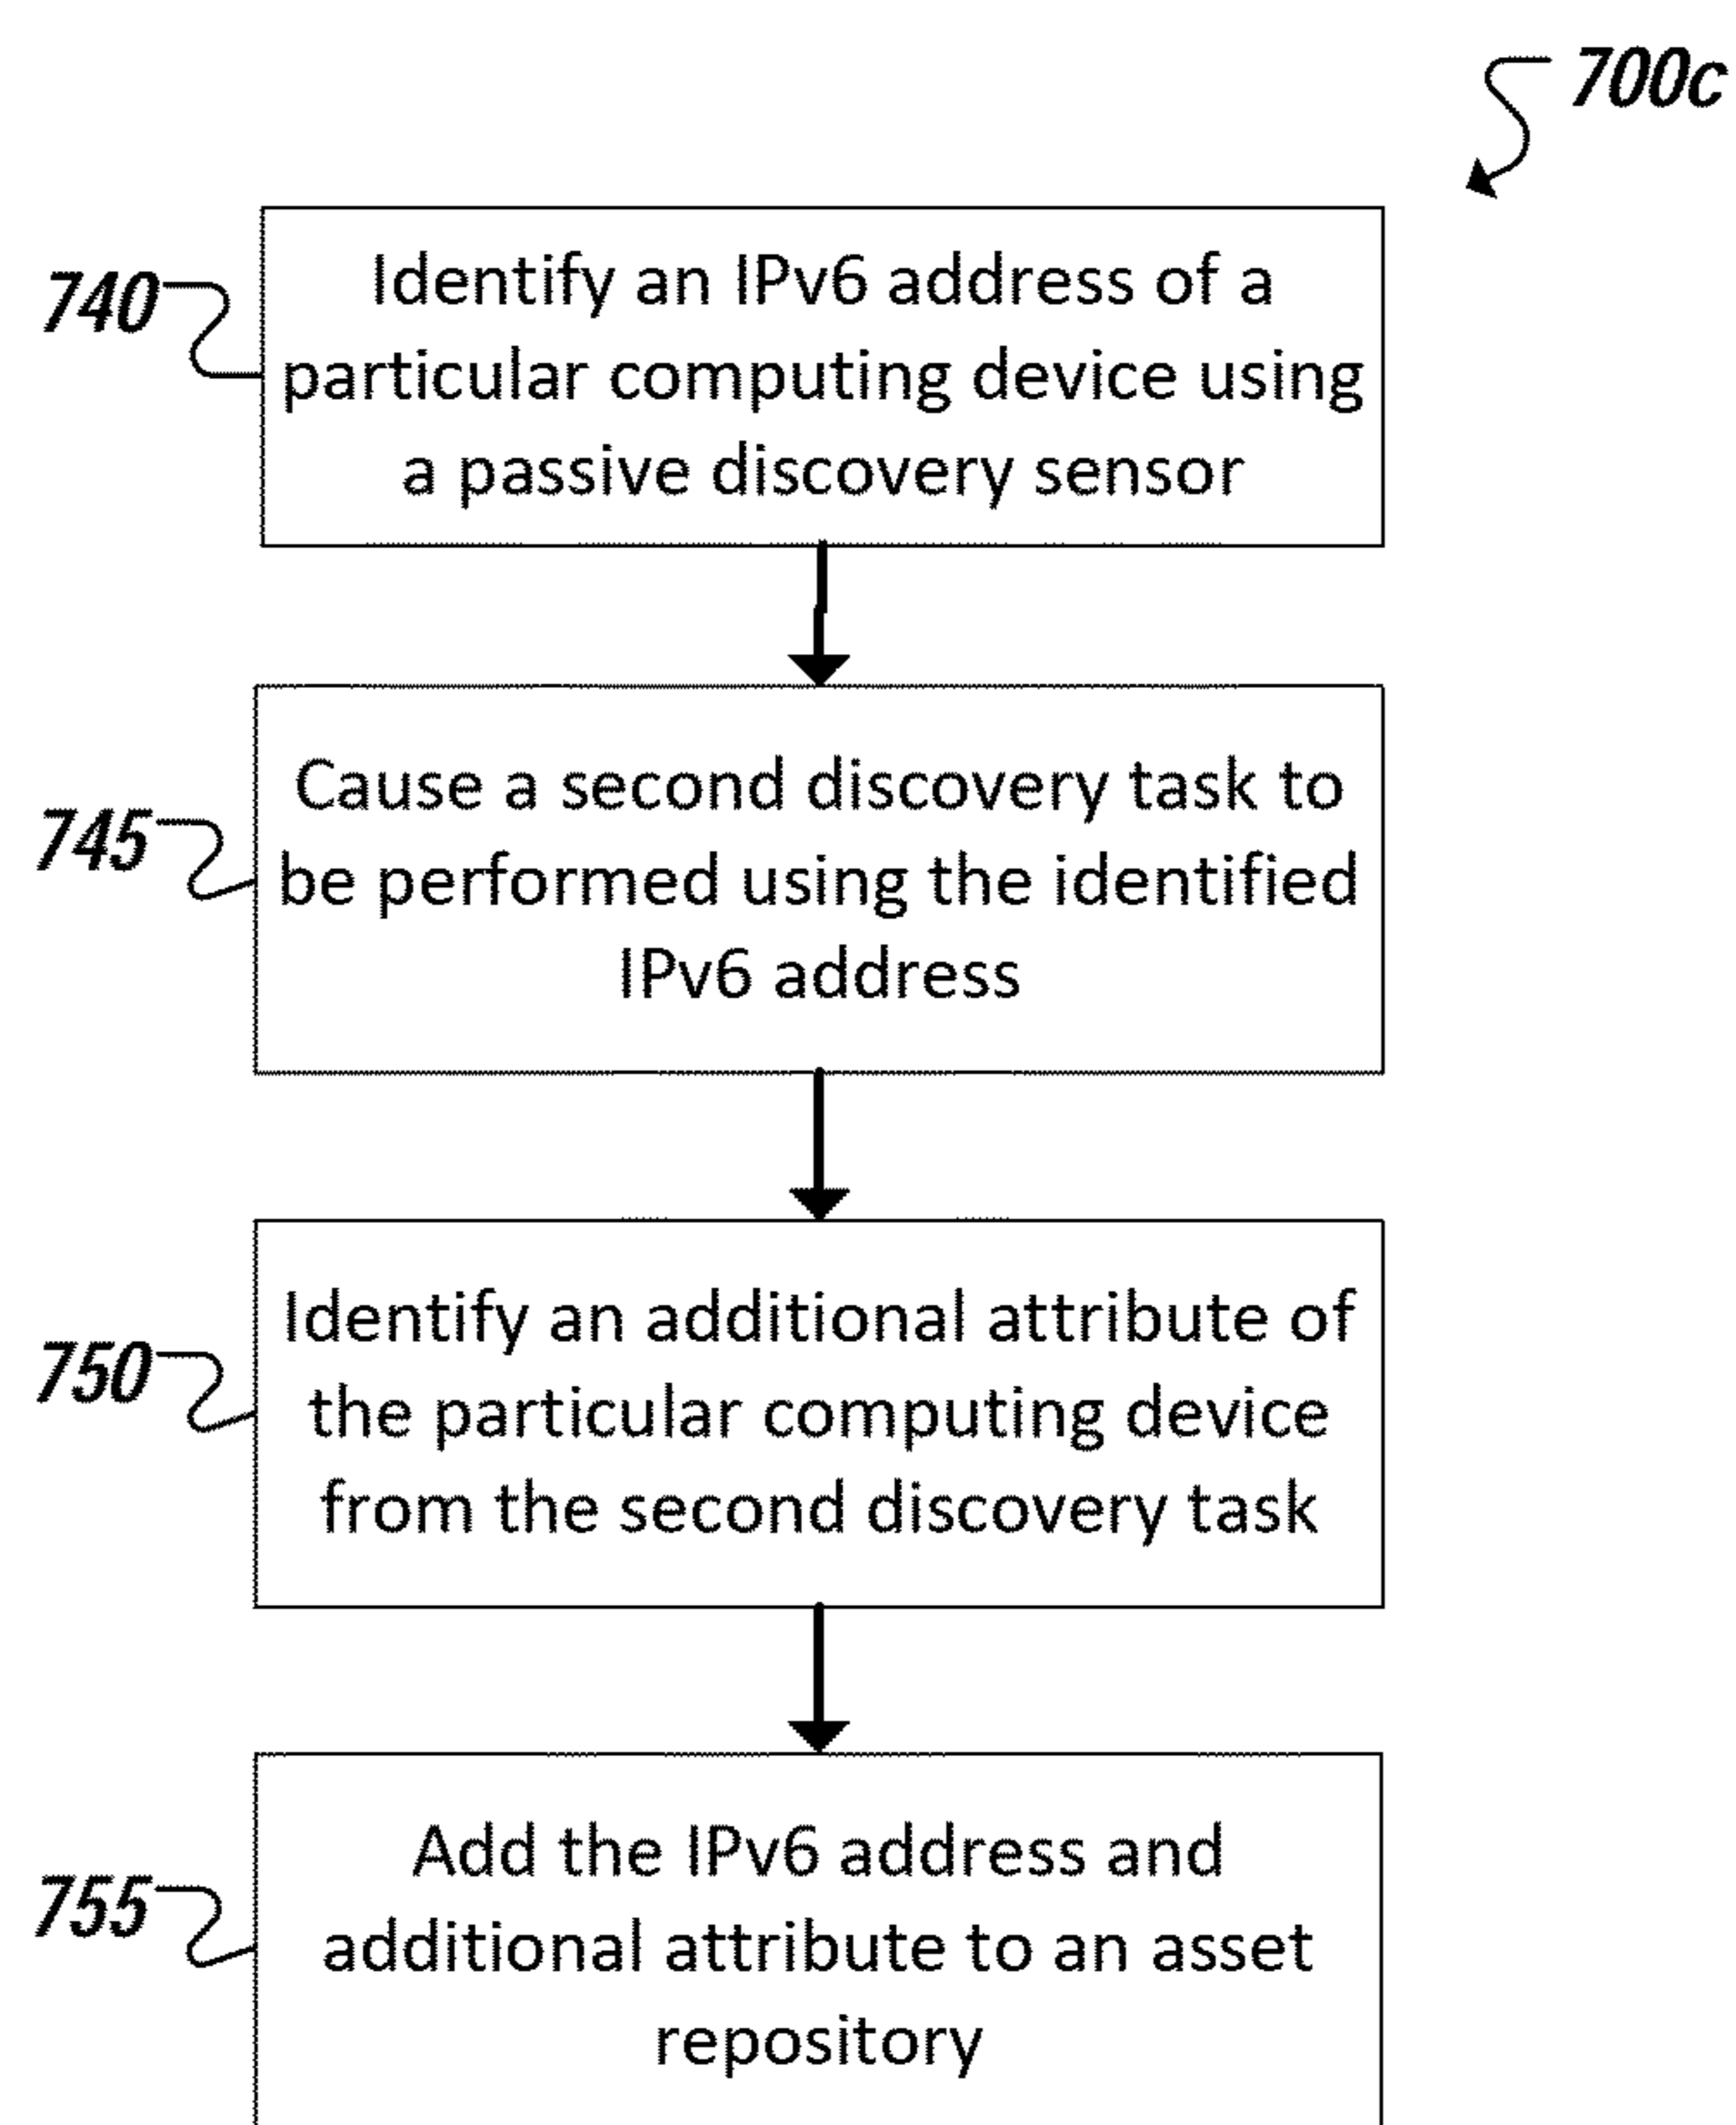 700c
740
Identify an IPv6 address of a
particular computing device using
a passive discovery sensor
745
Cause a second discovery task to
be performed using the identified
IPv6 address
750
Identify an additional attribute of
the particular computing device
from the second discovery task
755
Add the IPv6 address and
additional attribute to an asset
repository